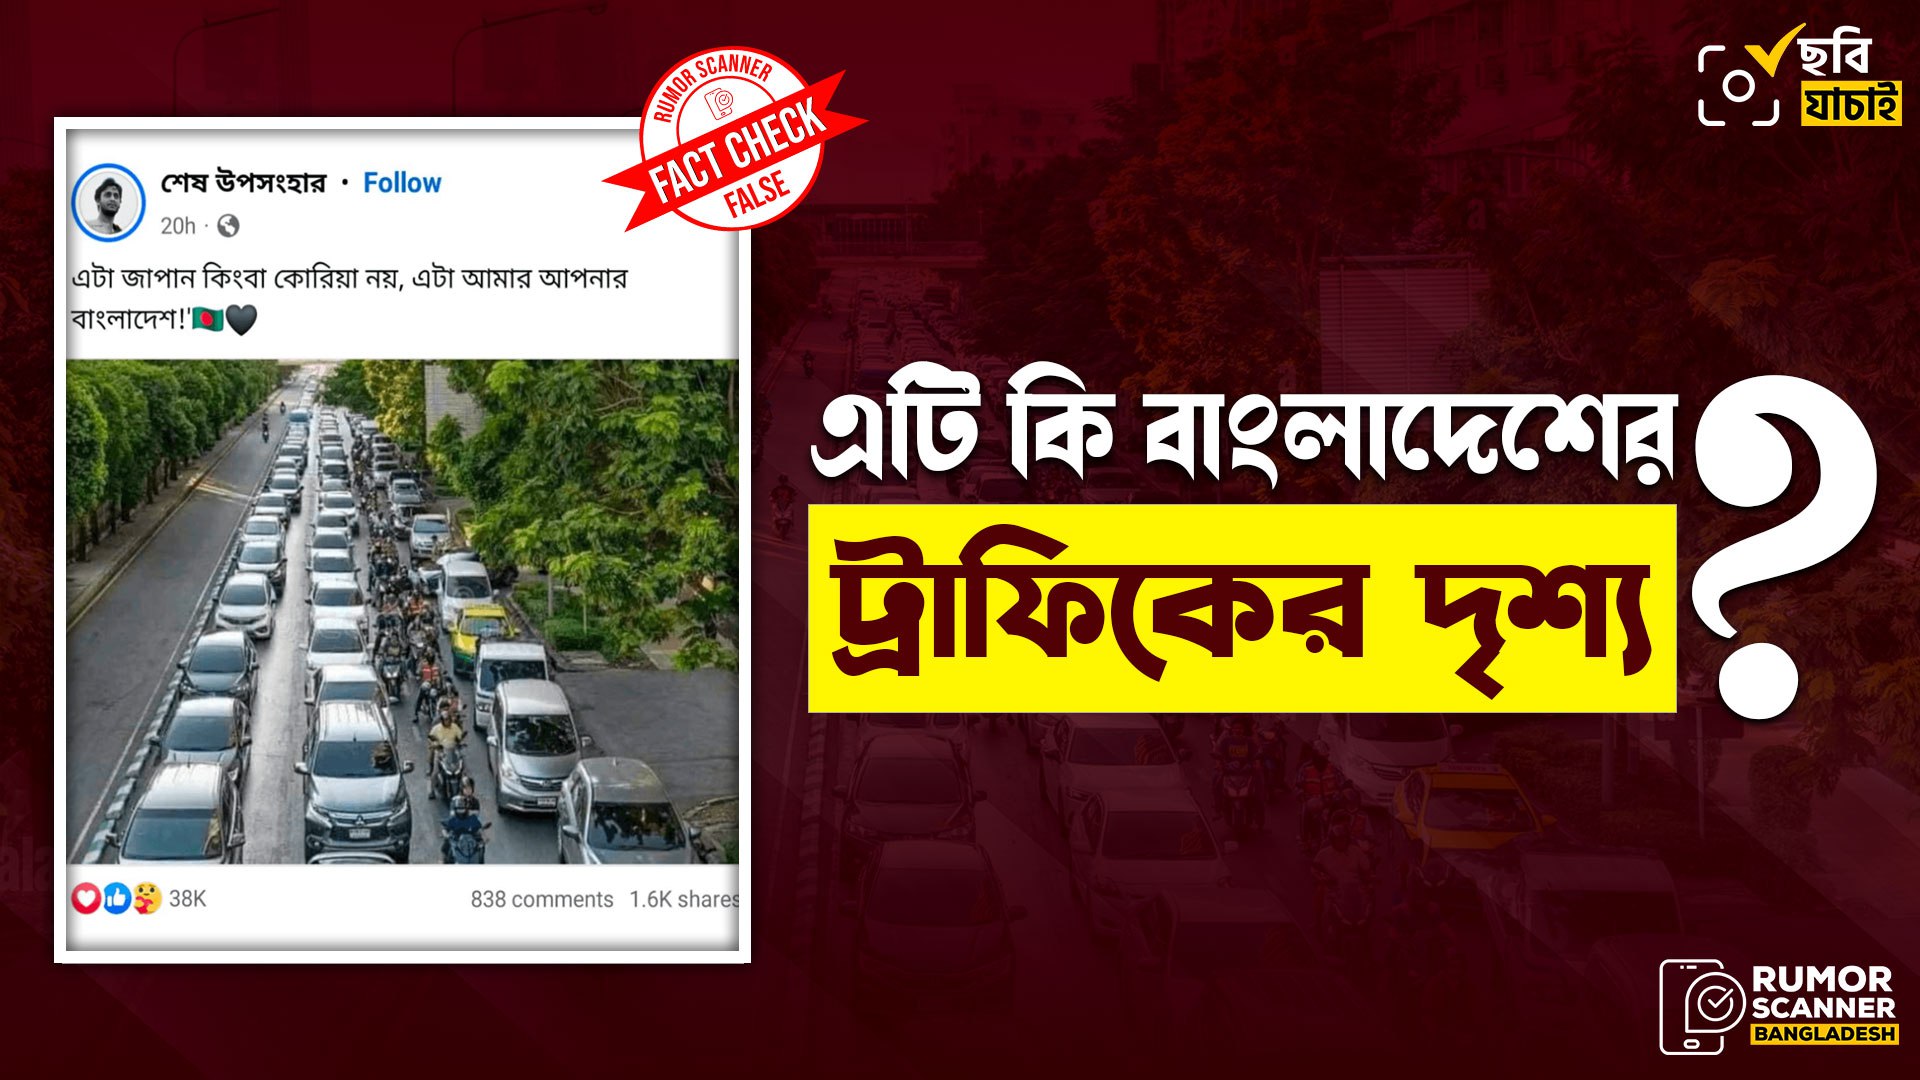 ছবি
যাচাই
RUMOR SCANNER
FACT CHECK
FALSE
শেষ উপসংহার • Follow
20h ·
এটা জাপান কিংবা কোরিয়া নয়, এটা আমার আপনার
বাংলাদেশ!'🇧🇩🖤
38K 838 comments 1.6K shares
এটি কি বাংলাদেশের
ট্রাফিকের দৃশ্য?
RUMOR
SCANNER
BANGLADESH